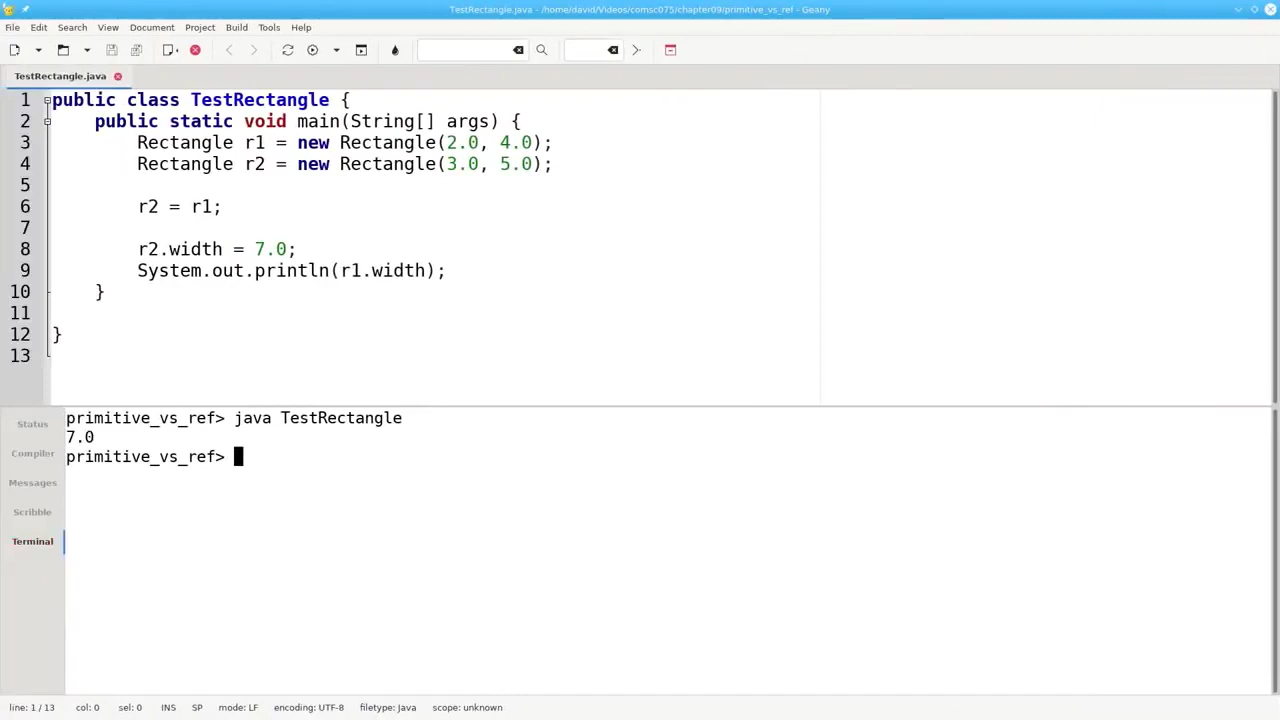 TestRectangle.java - /home/david/Videos/comsc075/chapter09/primitive_vs_ref - Geany
File Edit Search View Document Project Build Tools Help
TestRectangle.java
1 public class TestRectangle {
2 public static void main(String[] args) {
3 Rectangle r1 = new Rectangle(2.0, 4.0);
4 Rectangle r2 = new Rectangle(3.0, 5.0);
5
6 r2 = r1;
7
8 r2.width = 7.0;
9 System.out.println(r1.width);
10 }
11
12 }
13
Status
Compiler
Messages
Scribble
Terminal
primitive_vs_ref> java TestRectangle
7.0
primitive_vs_ref>
line: 1 / 13 col: 0 sel: 0 INS SP mode: LF encoding: UTF-8 filetype: Java scope: unknown